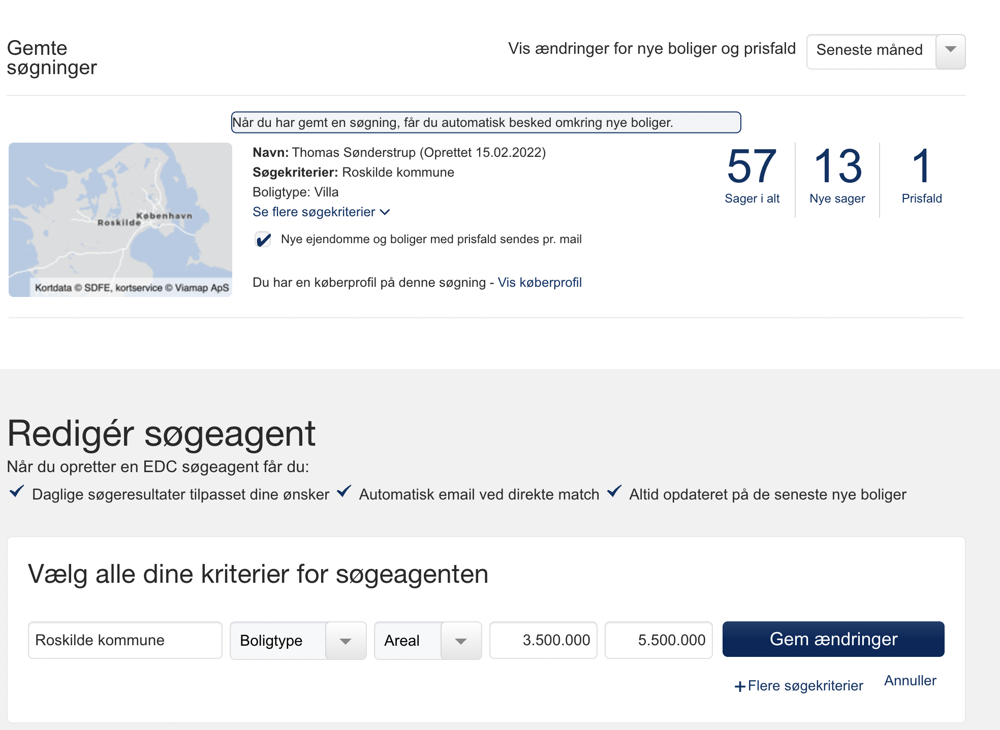 Gemte
søgninger
Vis ændringer for nye boliger og prisfald
Seneste måned
Når du har gemt en søgning, får du automatisk besked omkring nye boliger.
København
Roskilde
Kortdata © SDFE, kortservice © Viamap ApS
Navn: Thomas Sønderstrup (Oprettet 15.02.2022)
Søgekriterier: Roskilde kommune
Boligtype: Villa
Se flere søgekriterier
Nye ejendomme og boliger med prisfald sendes pr. mail
Du har en køberprofil på denne søgning - Vis køberprofil
57
Sager i alt
13
Nye sager
1
Prisfald
Redigér søgeagent
Når du opretter en EDC søgeagent får du:
Daglige søgeresultater tilpasset dine ønsker Automatisk email ved direkte match Altid opdateret på de seneste nye boliger
Vælg alle dine kriterier for søgeagenten
Roskilde kommune Boligtype Areal 3.500.000 5.500.000 Gem ændringer
+Flere søgekriterier Annuller